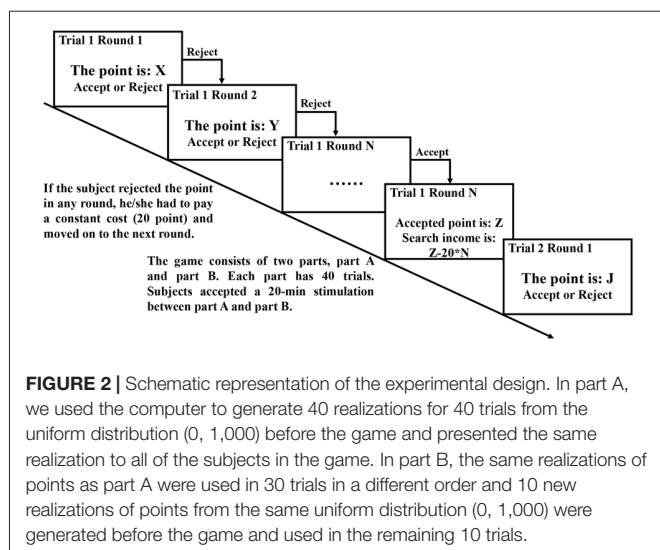 Trial 1 Round 1
The point is: X
Accept or Reject
Reject
Trial 1 Round 2
The point is: Y
Accept or Reject
Reject
Trial 1 Round N
......
Accept
Trial 1 Round N
Accepted point is: Z
Search income is:
Z-20*N
Trial 2 Round 1
The point is: J
Accept or Reject
If the subject rejected the point
in any round, he/she had to pay
a constant cost (20 point) and
moved on to the next round.
The game consists of two parts, part A
and part B. Each part has 40 trials.
Subjects accepted a 20-min stimulation
between part A and part B.
FIGURE 2 | Schematic representation of the experimental design. In part A,
we used the computer to generate 40 realizations for 40 trials from the
uniform distribution (0, 1,000) before the game and presented the same
realization to all of the subjects in the game. In part B, the same realizations of
points as part A were used in 30 trials in a different order and 10 new
realizations of points from the same uniform distribution (0, 1,000) were
generated before the game and used in the remaining 10 trials.